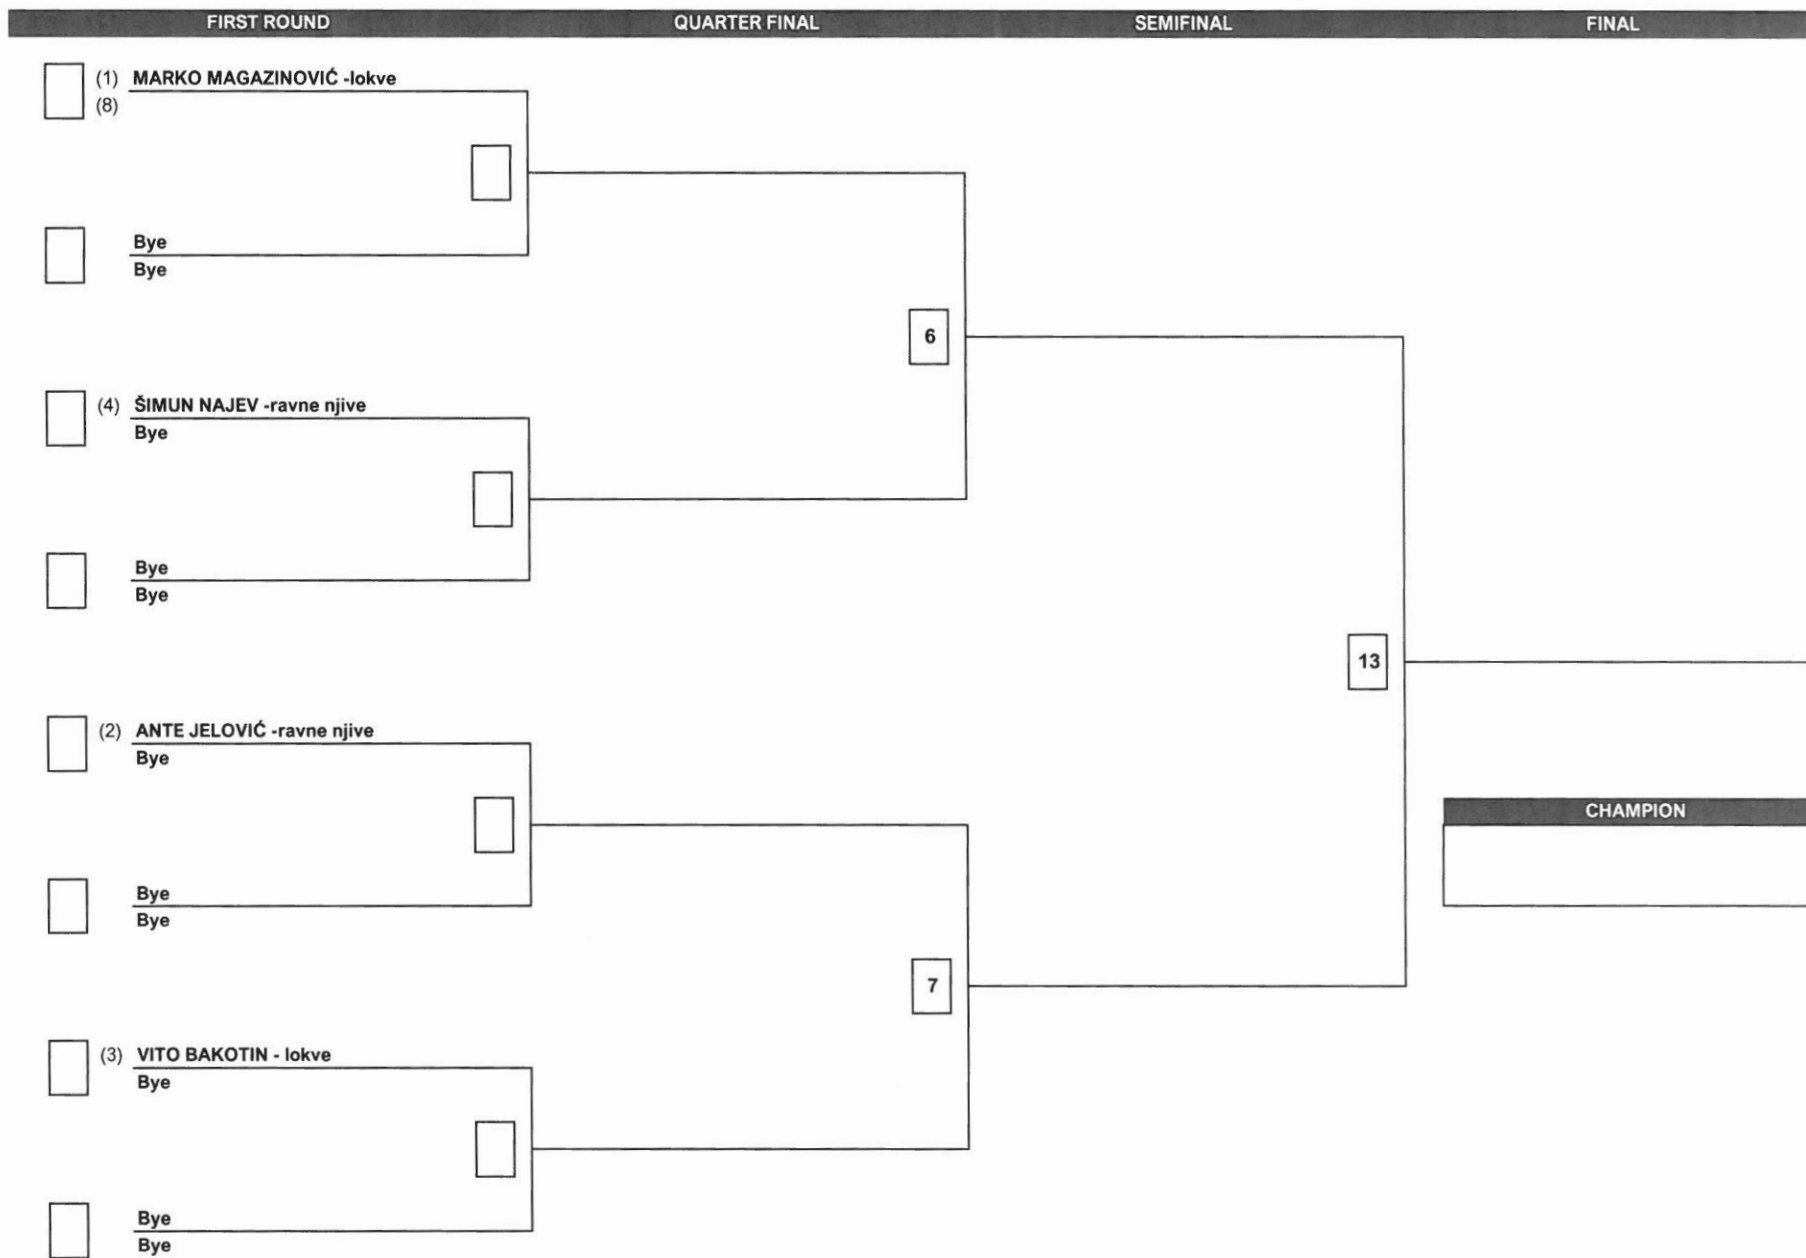 FIRST ROUND QUARTER FINAL SEMIFINAL FINAL
(1) MARKO MAGAZINOVIĆ -lokve
(8)
Bye
Bye
6
(4) ŠIMUN NAJEV -ravne njive
Bye
Bye
Bye
13
(2) ANTE JELOVIĆ -ravne njive
Bye
CHAMPION
Bye
Bye
7
(3) VITO BAKOTIN - lokve
Bye
Bye
Bye